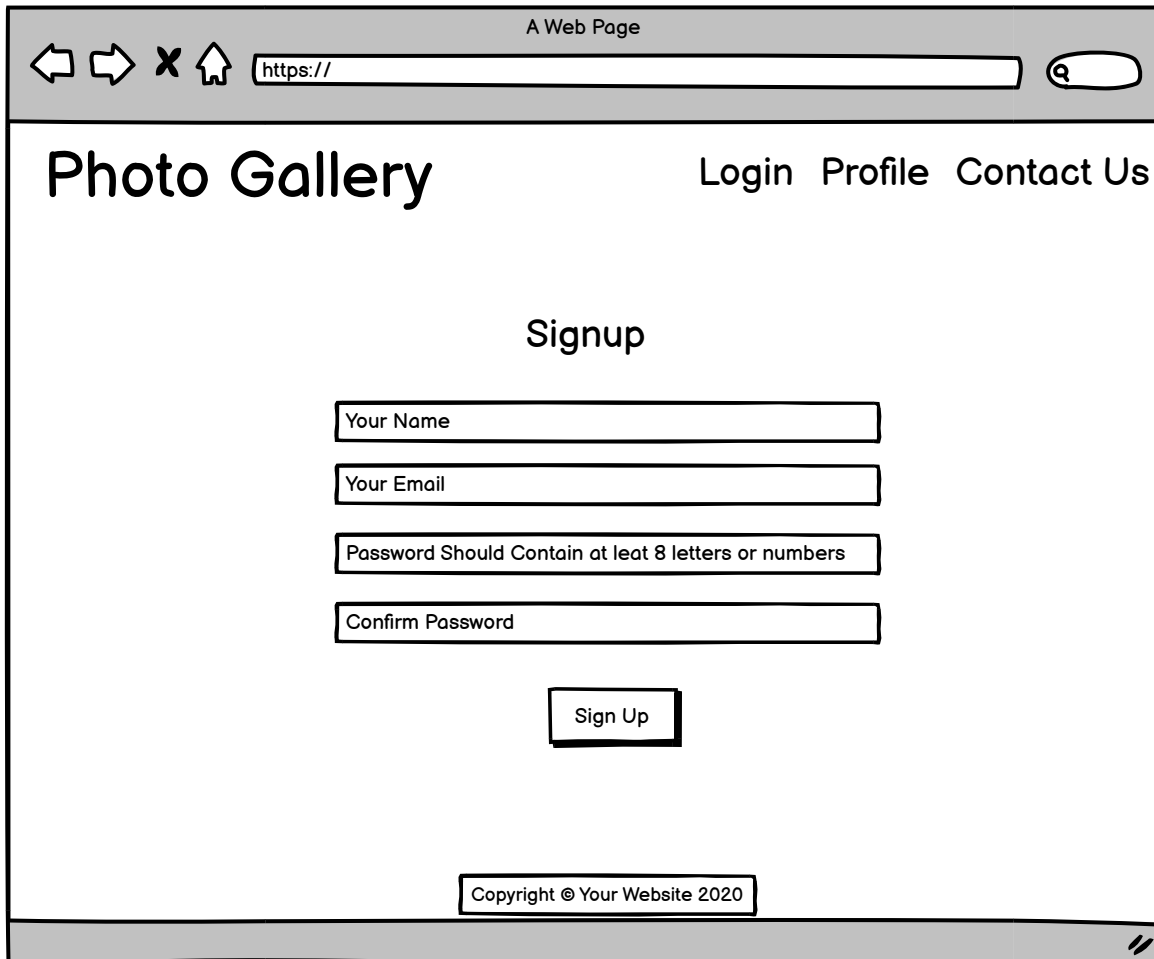 A Web Page
https://
Photo Gallery
Login Profile Contact Us
Signup
Your Name
Your Email
Password Should Contain at leat 8 letters or numbers
Confirm Password
Sign Up
Copyright © Your Website 2020